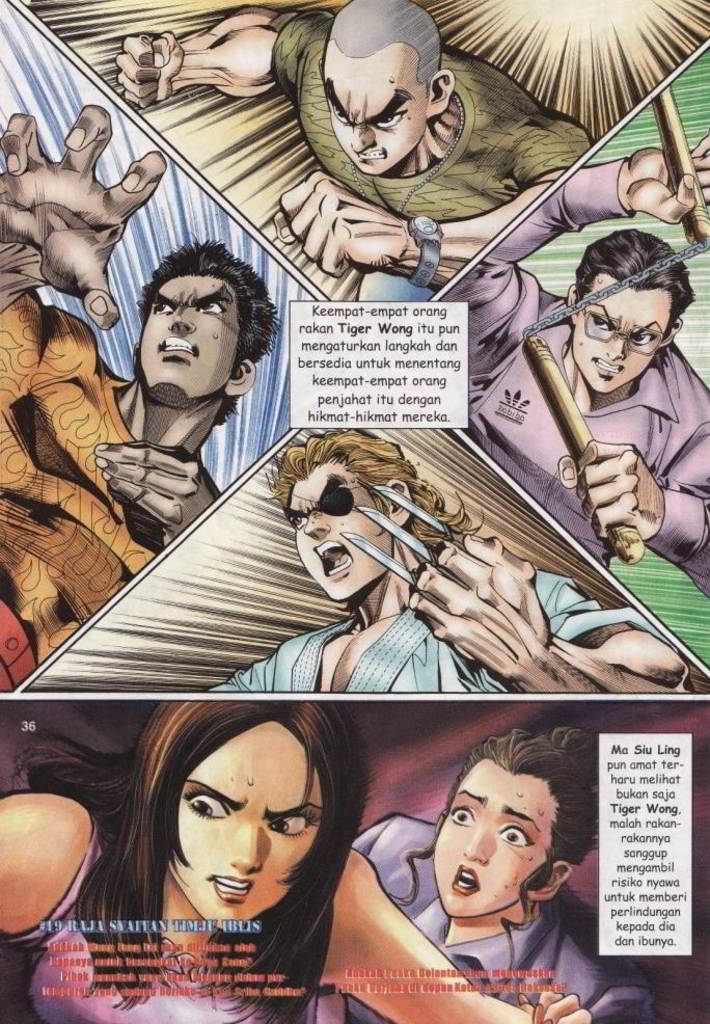 Keempat-empat orang
rakan Tiger Wong itu pun
mengaturkan langkah dan
bersedia untuk menentang
keempat-empat orang
penjahat itu dengan
hikmat-hikmat mereka.
adidas
36
Ma Siu Ling
pun amat ter-
haru melihat
bukan saja
Tiger Wong,
malah rakan-
rakannya
sanggup
mengambil
risiko nyawa
untuk memberi
perlindungan
kepada dia
dan ibunya.
#19 RAJA SYAITAN TIMJU IBLIS